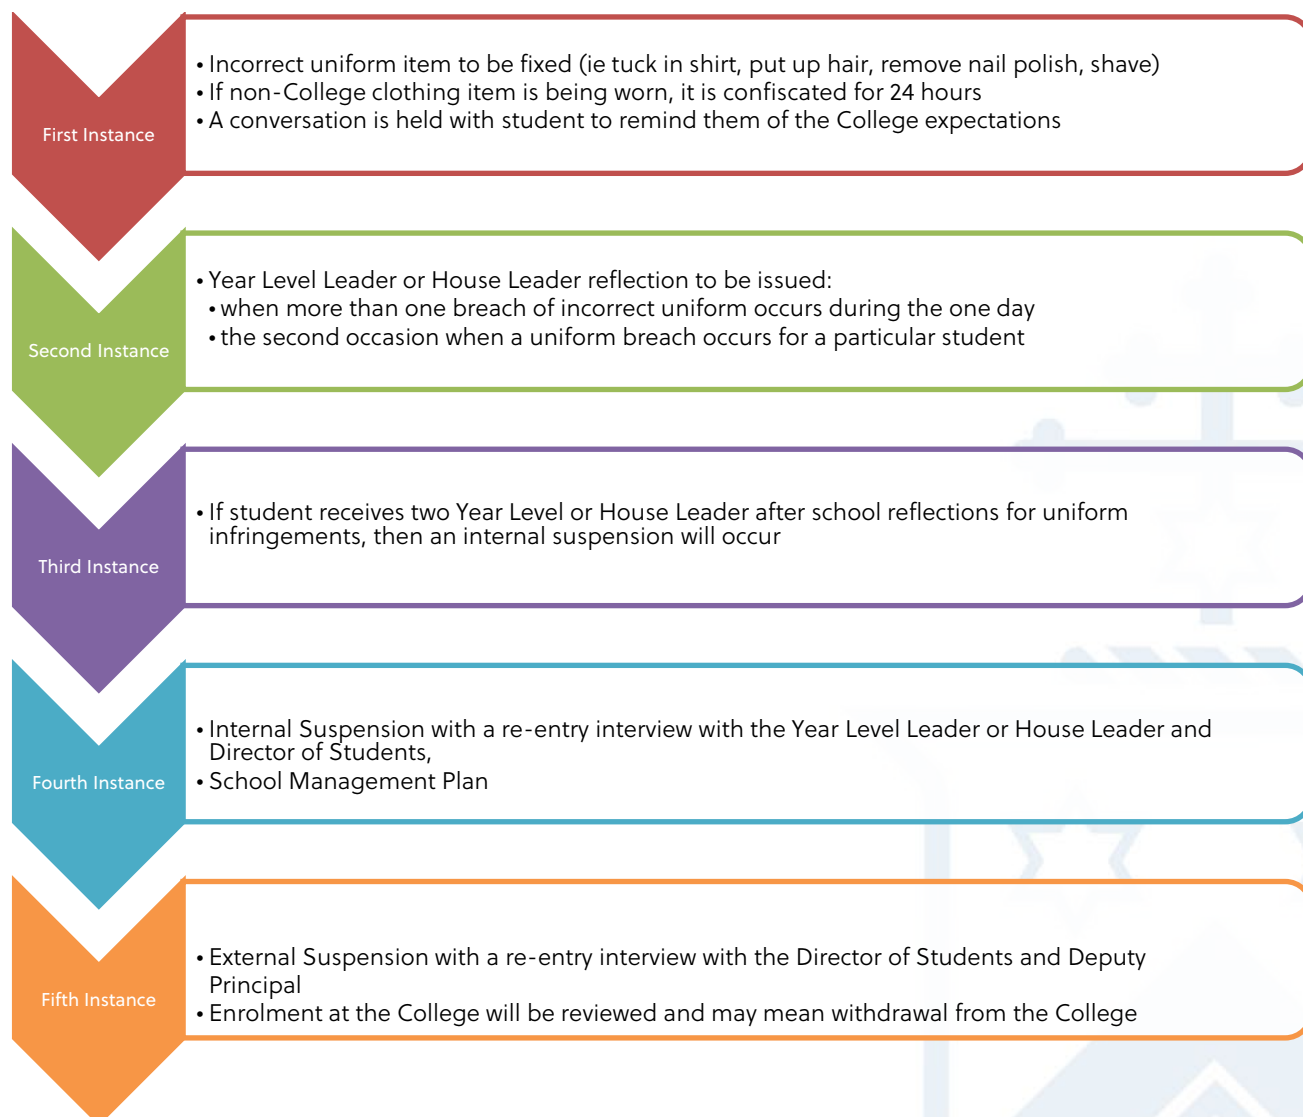 First Instance
• Incorrect uniform item to be fixed (ie tuck in shirt, put up hair, remove nail polish, shave)
• If non-College clothing item is being worn, it is confiscated for 24 hours
• A conversation is held with student to remind them of the College expectations
Second Instance
• Year Level Leader or House Leader reflection to be issued:
• when more than one breach of incorrect uniform occurs during the one day
• the second occasion when a uniform breach occurs for a particular student
Third Instance
• If student receives two Year Level or House Leader after school reflections for uniform
infringements, then an internal suspension will occur
Fourth Instance
• Internal Suspension with a re-entry interview with the Year Level Leader or House Leader and
Director of Students,
• School Management Plan
Fifth Instance
• External Suspension with a re-entry interview with the Director of Students and Deputy
Principal
• Enrolment at the College will be reviewed and may mean withdrawal from the College